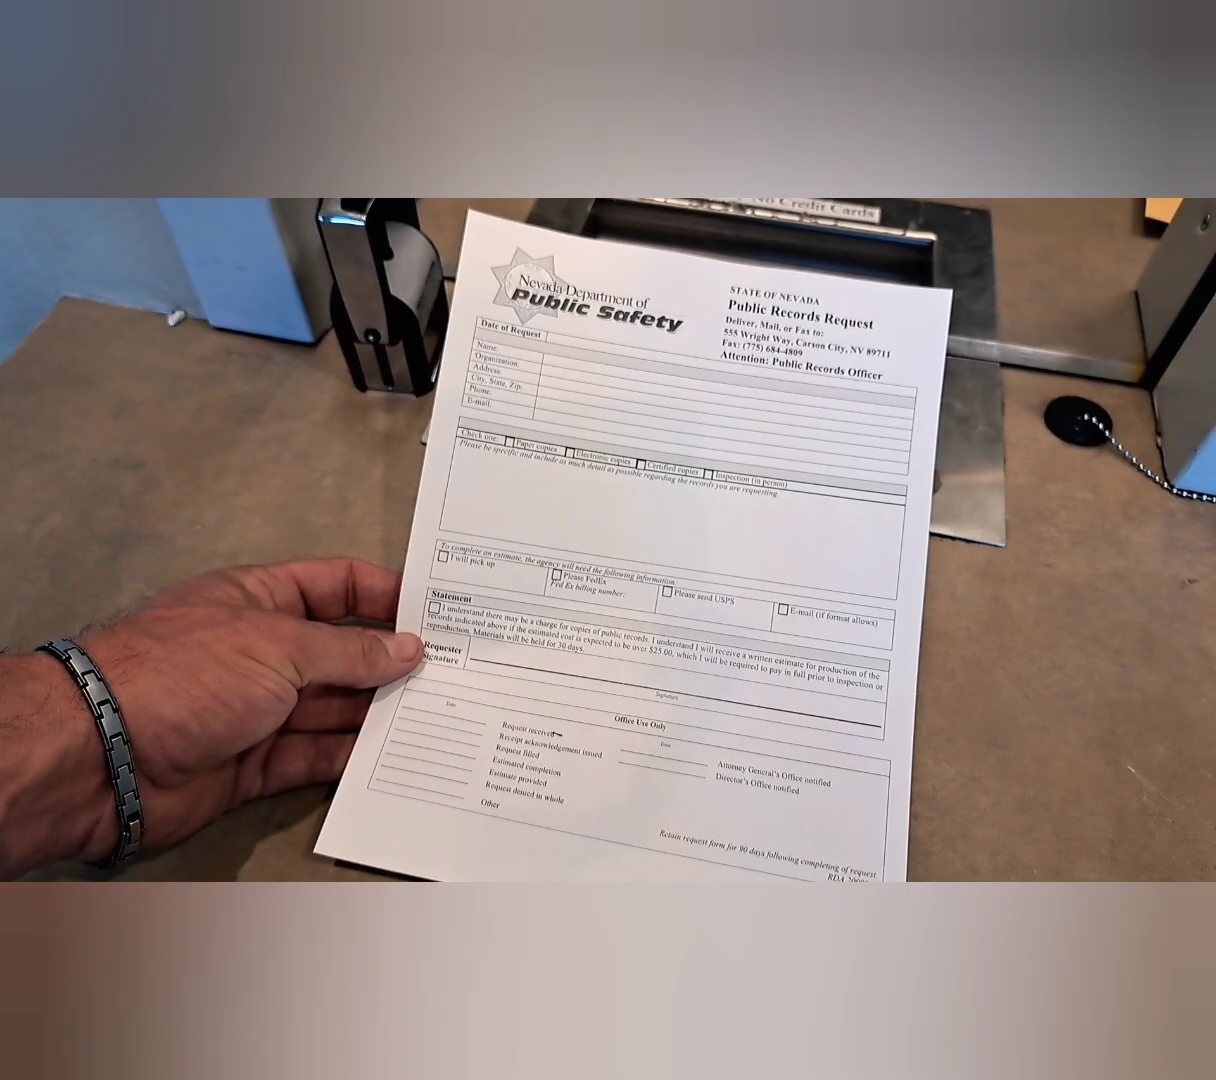 No Credit Cards
Nevada Department of
Public Safety
STATE OF NEVADA
Public Records Request
Deliver, Mail, or Fax to:
555 Wright Way, Carson City, NV 89711
Fax: (775) 684-4809
Attention: Public Records Officer
Date of Request
Name:
Organization:
Address:
City, State, Zip:
Phone:
E-mail:
Check one: Paper copies Electronic copies Certified copies Inspection (in person)
Please be specific and include as much detail as possible regarding the records you are requesting.
To complete an estimate, the agency will need the following information:
I will pick up
Please FedEx
Fed Ex billing number:
Please send USPS
E-mail (if format allows)
Statement
I understand there may be a charge for copies of public records. I understand I will receive a written estimate for production of the
records indicated above if the estimated cost is expected to be over $25.00, which I will be required to pay in full prior to inspection or
reproduction. Materials will be held for 30 days.
Requester
Signature
Signature
Office Use Only
Date
Request received
Receipt acknowledgement issued
Request filled
Estimated completion
Estimate provided
Request denied in whole
Other
Date
Attorney General's Office notified
Director's Office notified
Retain request form for 90 days following completing of request.
RDA